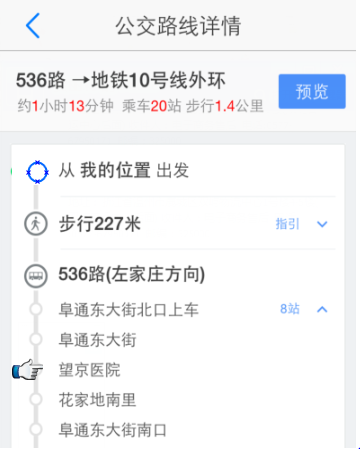 公交路线详情
536路 →地铁10号线外环
约1小时13分钟 乘车20站 步行1.4公里
预览
从 我的位置 出发
步行227米
指引
536路(左家庄方向)
阜通东大街北口上车
8站
阜通东大街
望京医院
花家地南里
阜通东大街南口